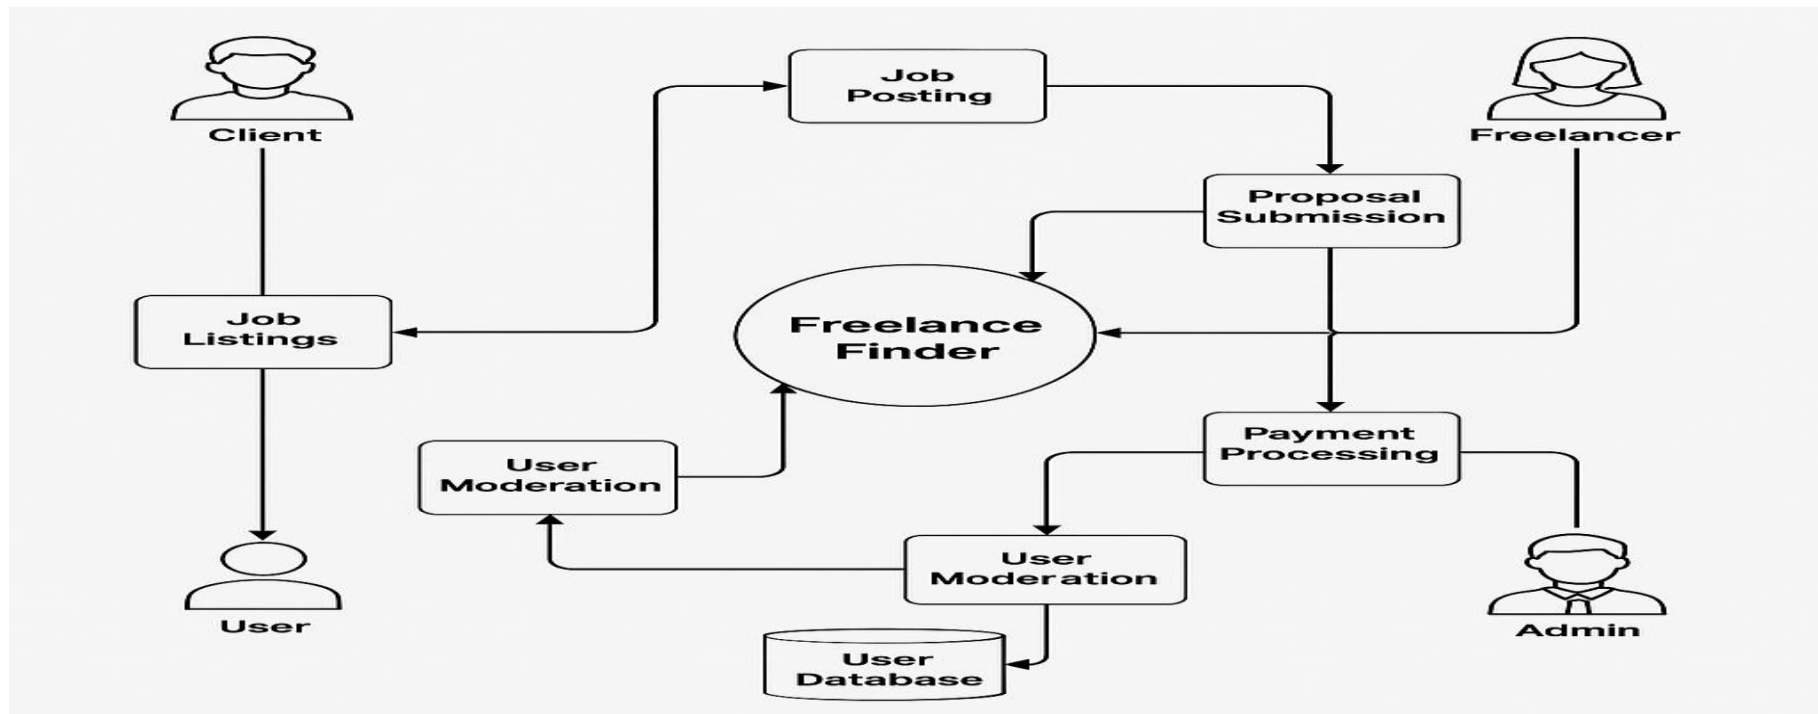 Client
Job
Posting
Freelancer
Proposal
Submission
Job
Listings
Freelance
Finder
User
Moderation
Payment
Processing
User
Moderation
User
Admin
User
Database